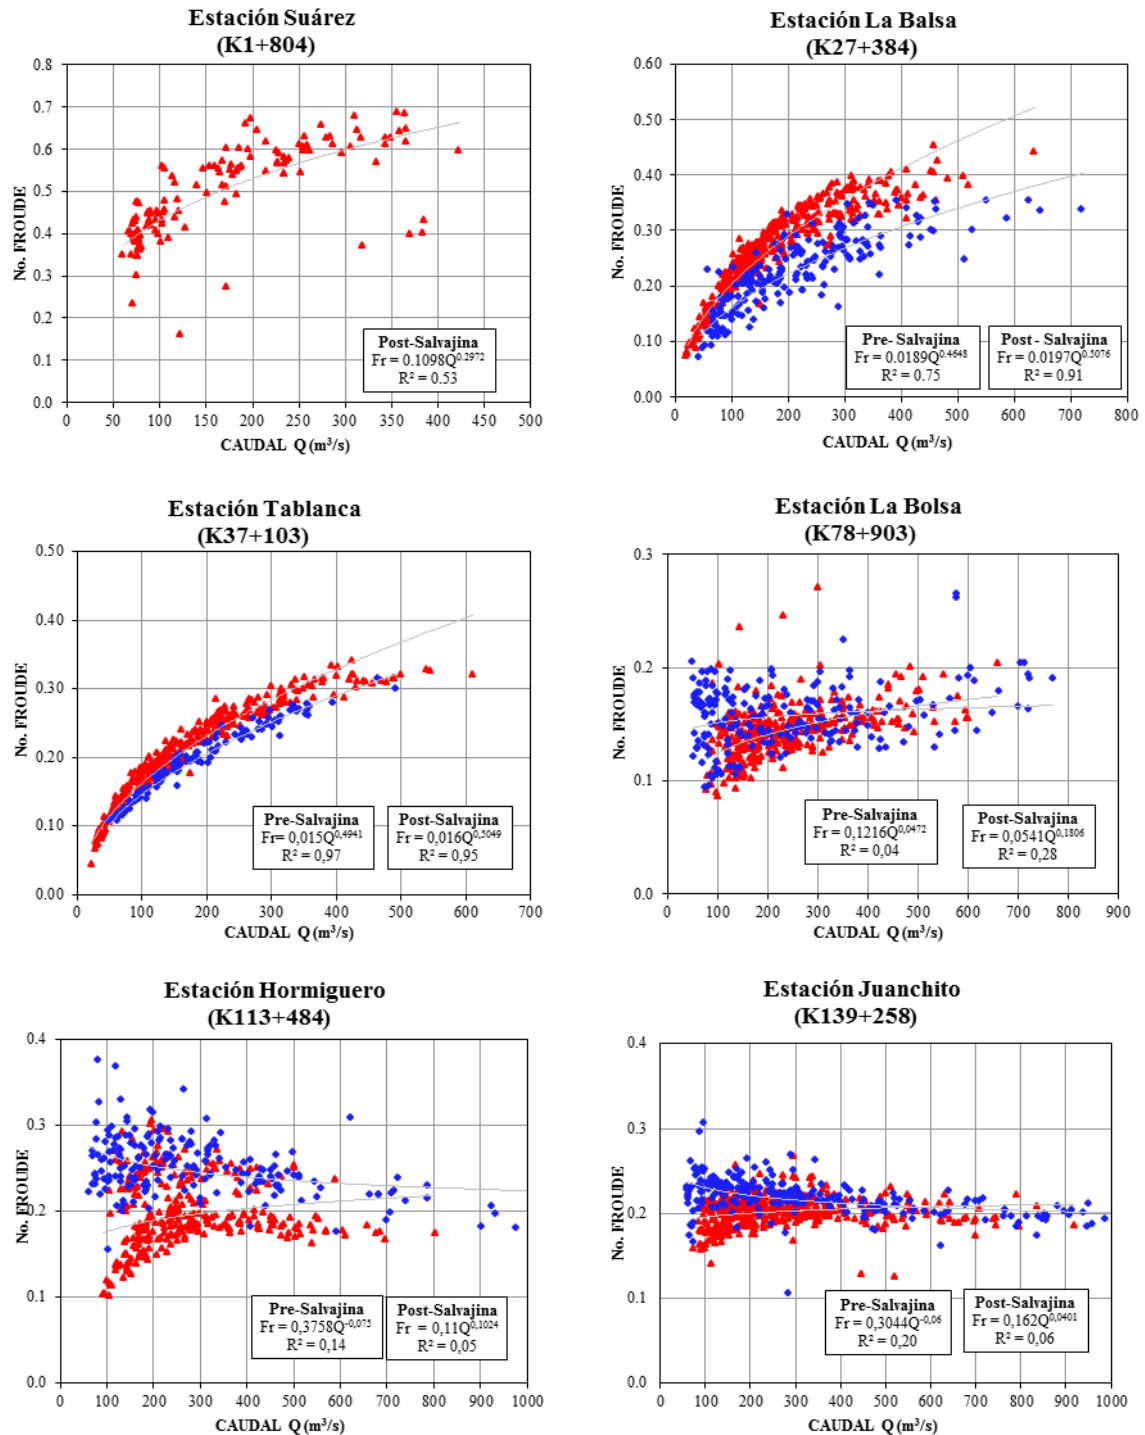 Estación Suárez
(K1+804)
0.8
0.7
0.6
0.5
0.4
0.3
0.2
0.1
0.0
No. FROUDE
0 50 100 150 200 250 300 350 400 450 500
CAUDAL Q (m³/s)
Post-Salvajina
Fr = 0.1098Q^0.2972
R² = 0.53
Estación La Balsa
(K27+384)
0.60
0.50
0.40
0.30
0.20
0.10
0.00
No. FROUDE
0 100 200 300 400 500 600 700 800
CAUDAL Q (m³/s)
Pre- Salvajina
Fr = 0.0189Q^0.4648
R² = 0.75
Post - Salvajina
Fr = 0.0197Q^0.5076
R² = 0.91
Estación Tablanca
(K37+103)
0.50
0.40
0.30
0.20
0.10
0.00
No. FROUDE
0 100 200 300 400 500 600 700
CAUDAL Q (m³/s)
Pre-Salvajina
Fr= 0,015Q^0,4941
R² = 0,97
Post-Salvajina
Fr = 0,016Q^0,5049
R² = 0,95
Estación La Bolsa
(K78+903)
0.3
0.2
0.1
0.0
No. FROUDE
0 100 200 300 400 500 600 700 800 900
CAUDAL Q (m³/s)
Pre-Salvajina
Fr = 0,1216Q^0,0472
R² = 0,04
Post-Salvajina
Fr = 0,0541Q^0,1806
R² = 0,28
Estación Hormiguero
(K113+484)
0.4
0.3
0.2
0.1
0.0
No. FROUDE
0 100 200 300 400 500 600 700 800 900 1000
CAUDAL Q (m³/s)
Pre-Salvajina
Fr = 0,3758Q^-0,075
R² = 0,14
Post-Salvajina
Fr = 0,11Q^0,1024
R² = 0,05
Estación Juanchito
(K139+258)
0.4
0.3
0.2
0.1
0.0
No. FROUDE
0 100 200 300 400 500 600 700 800 900 1000
CAUDAL Q (m³/s)
Pre-Salvajina
Fr = 0,3044Q^-0,06
R² = 0,20
Post-Salvajina
Fr = 0,162Q^0,0401
R² = 0,06